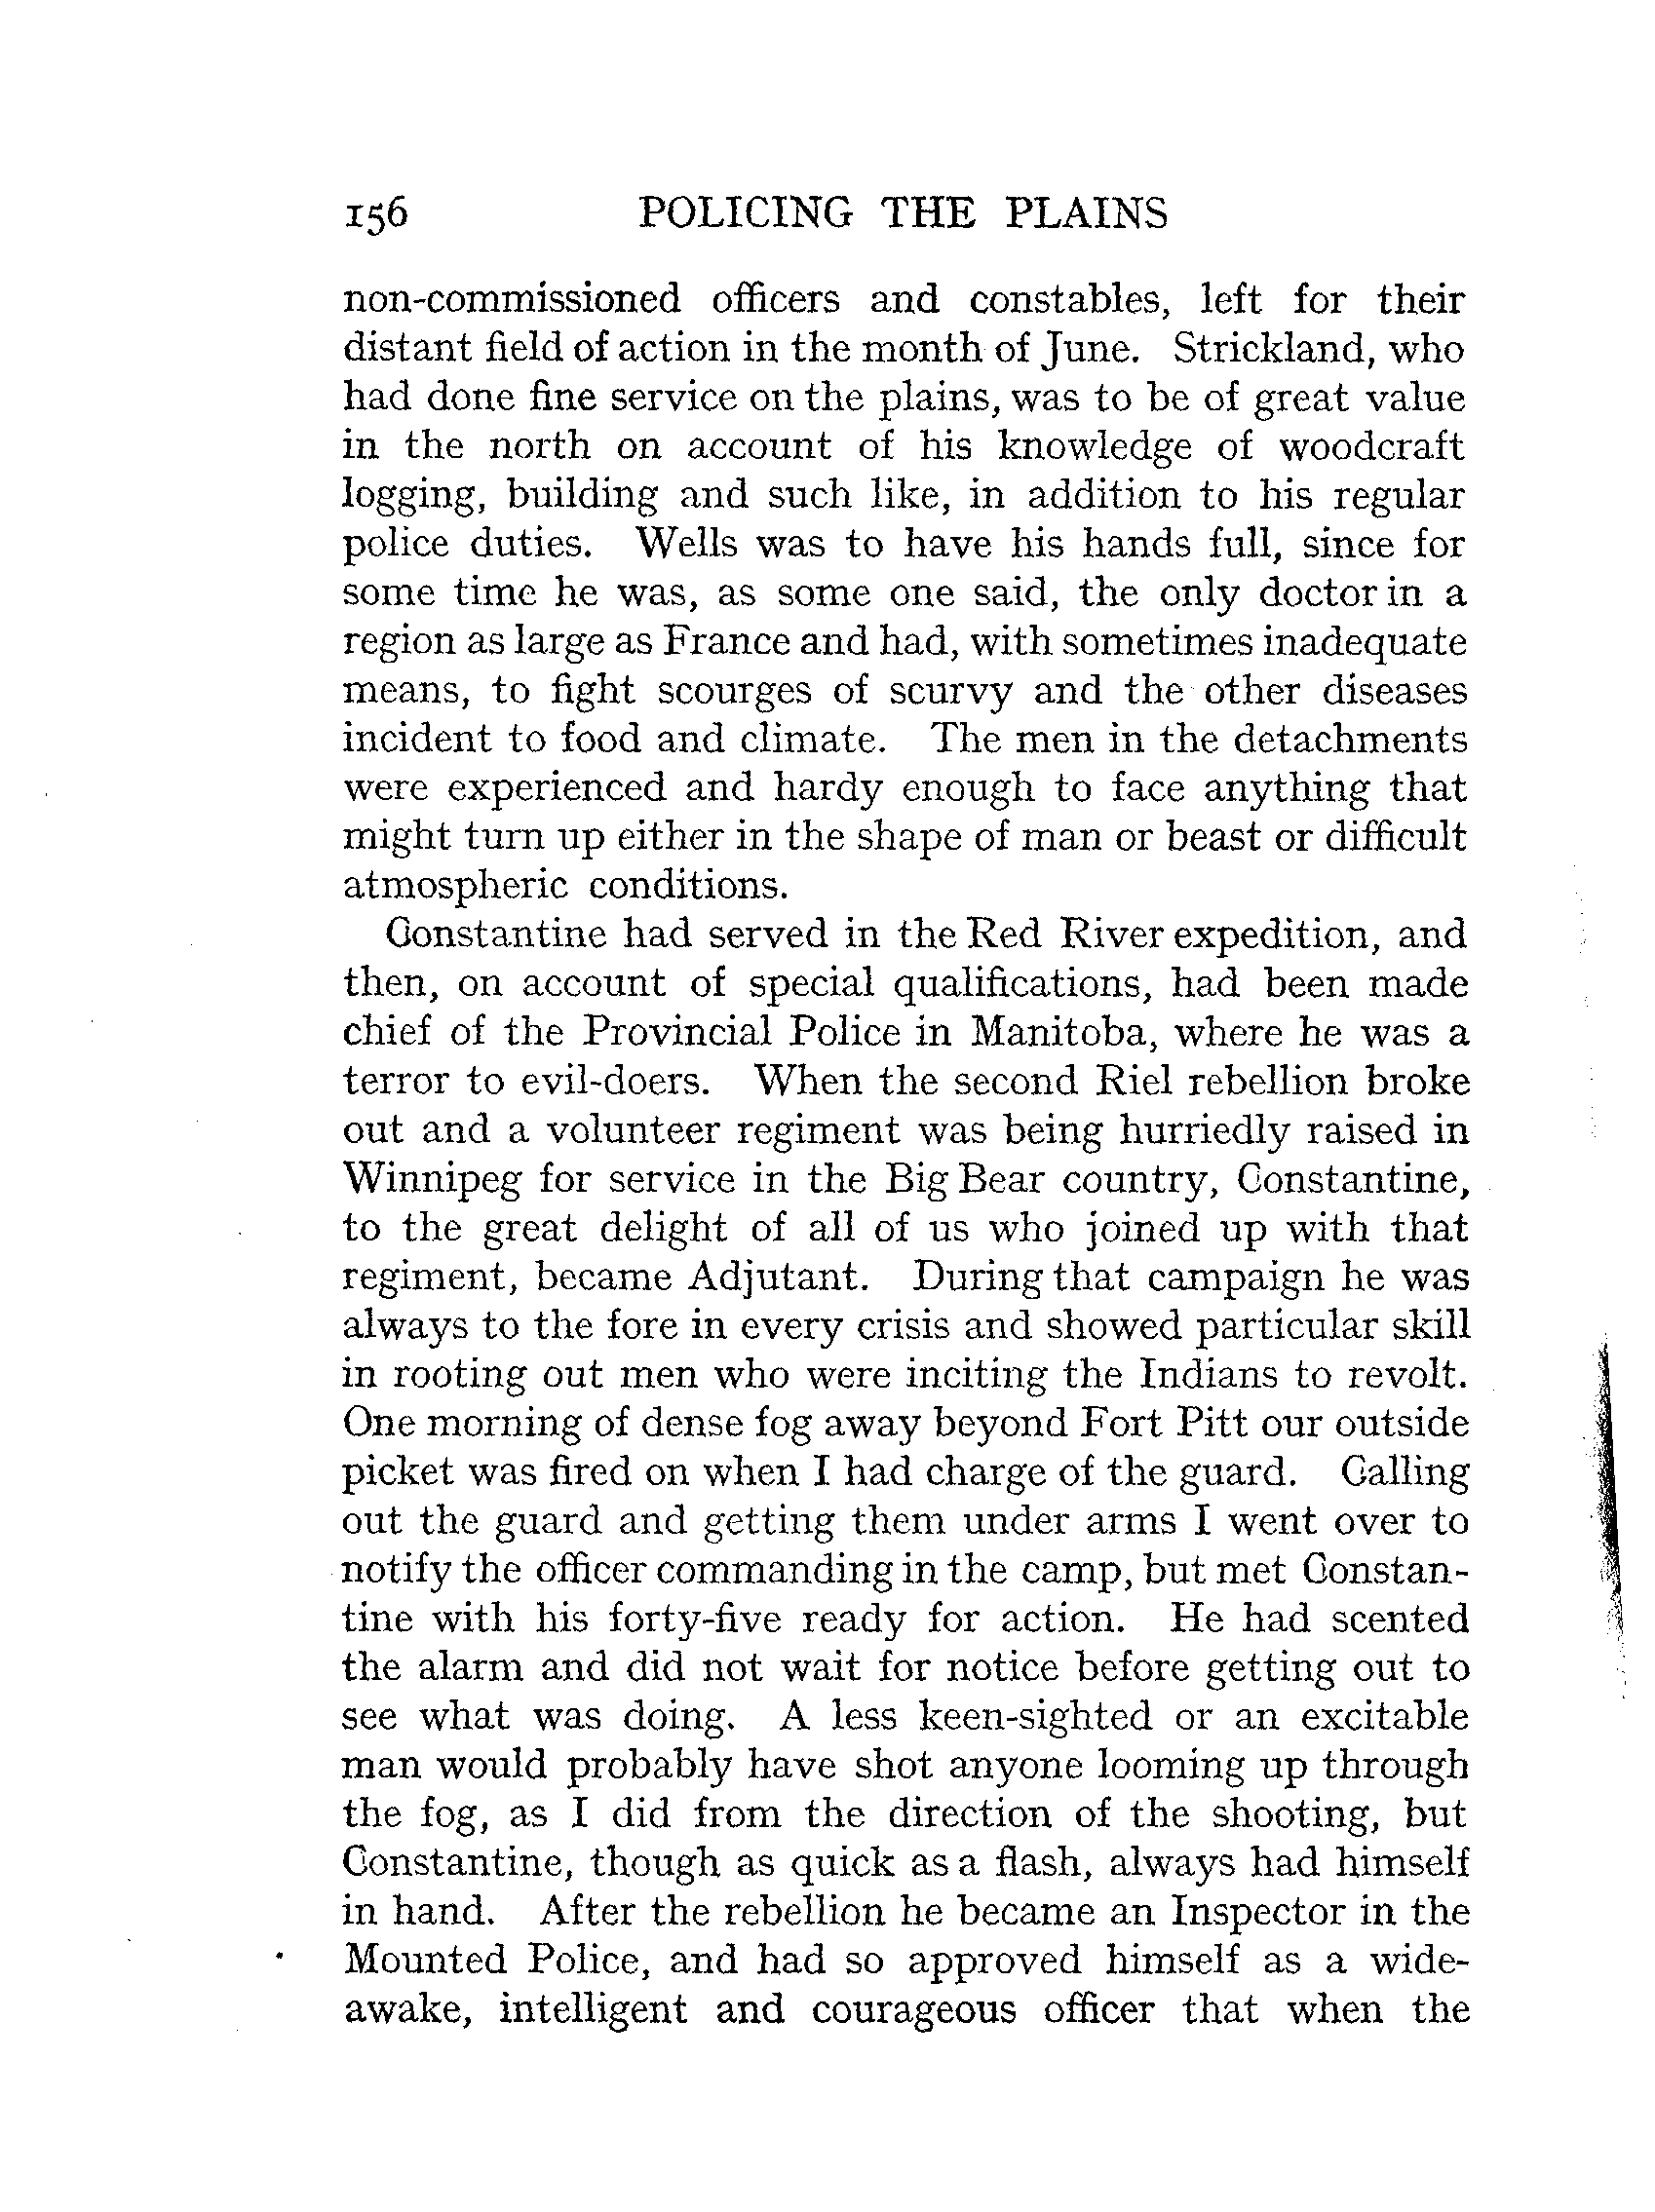 156 POLICING THE PLAINS
non-commissioned officers and constables, left for their
distant field of action in the month of June. Strickland, who
had done fine service on the plains, was to be of great value
in the north on account of his knowledge of woodcraft
logging, building and such like, in addition to his regular
police duties. Wells was to have his hands full, since for
some time he was, as some one said, the only doctor in a
region as large as France and had, with sometimes inadequate
means, to fight scourges of scurvy and the other diseases
incident to food and climate. The men in the detachments
were experienced and hardy enough to face anything that
might turn up either in the shape of man or beast or difficult
atmospheric conditions.
Constantine had served in the Red River expedition, and
then, on account of special qualifications, had been made
chief of the Provincial Police in Manitoba, where he was a
terror to evil-doers. When the second Riel rebellion broke
out and a volunteer regiment was being hurriedly raised in
Winnipeg for service in the Big Bear country, Constantine,
to the great delight of all of us who joined up with that
regiment, became Adjutant. During that campaign he was
always to the fore in every crisis and showed particular skill
in rooting out men who were inciting the Indians to revolt.
One morning of dense fog away beyond Fort Pitt our outside
picket was fired on when I had charge of the guard. Calling
out the guard and getting them under arms I went over to
notify the officer commanding in the camp, but met Constan-
tine with his forty-five ready for action. He had scented
the alarm and did not wait for notice before getting out to
see what was doing. A less keen-sighted or an excitable
man would probably have shot anyone looming up through
the fog, as I did from the direction of the shooting, but
Constantine, though as quick as a flash, always had himself
in hand. After the rebellion he became an Inspector in the
Mounted Police, and had so approved himself as a wide-
awake, intelligent and courageous officer that when the